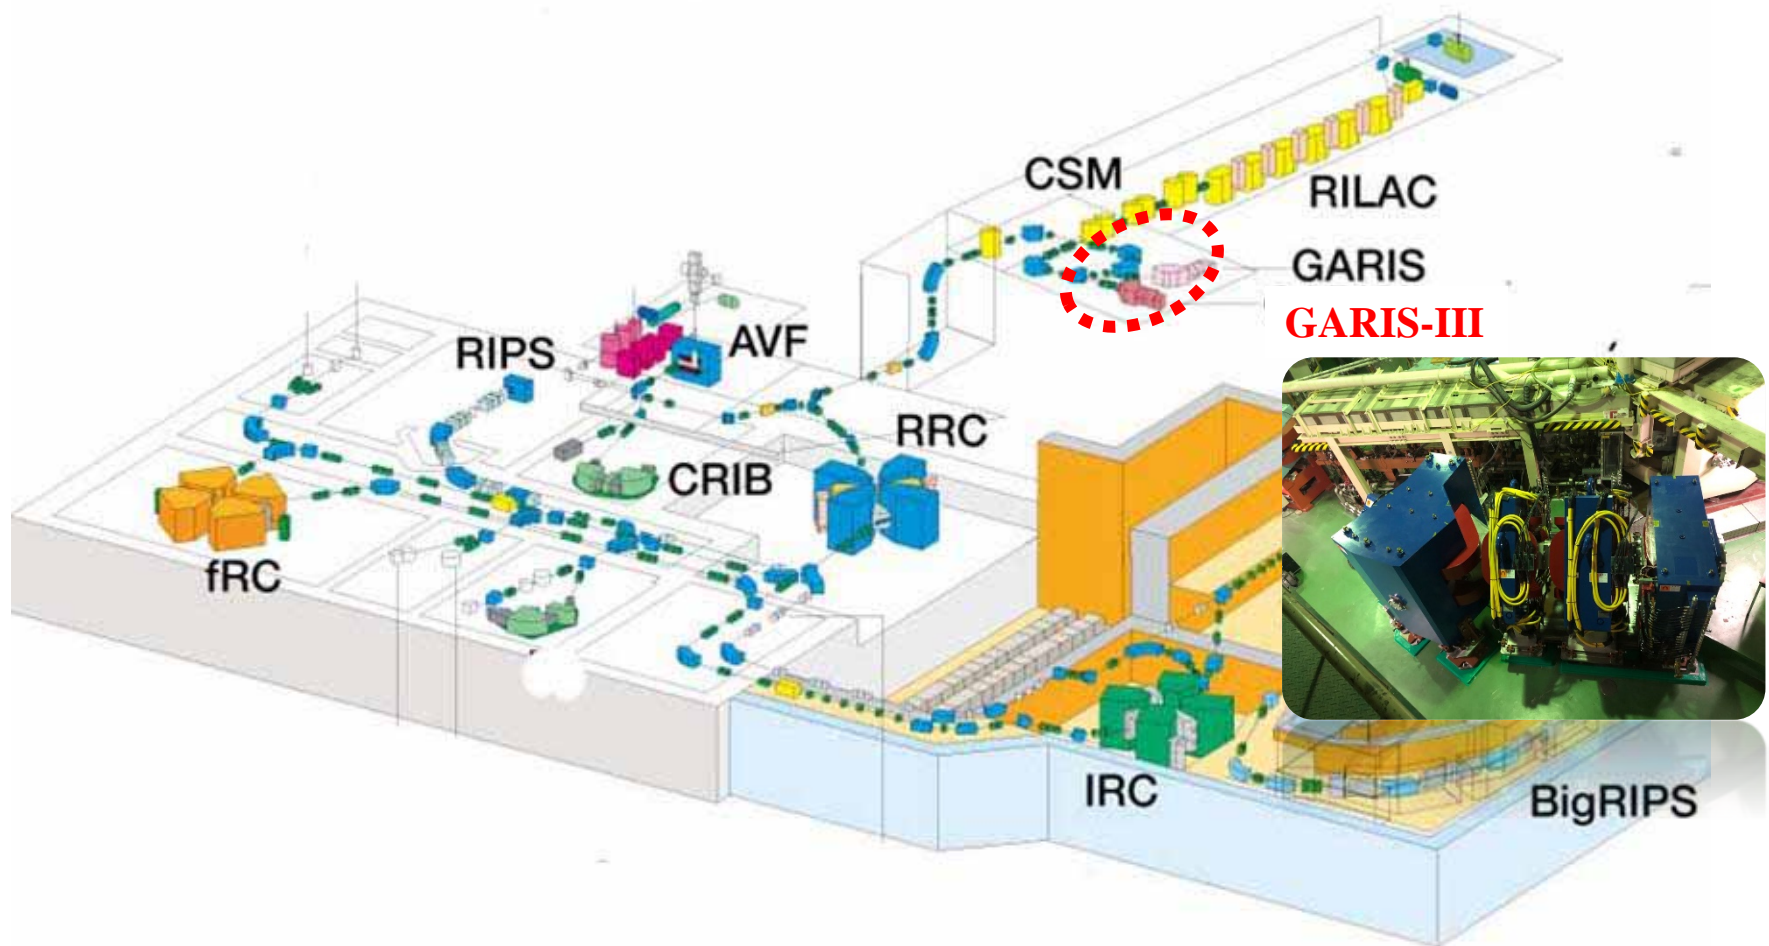 CSM
RILAC
GARIS
GARIS-III
RIPS
AVF
RRC
CRIB
fRC
IRC
BigRIPS